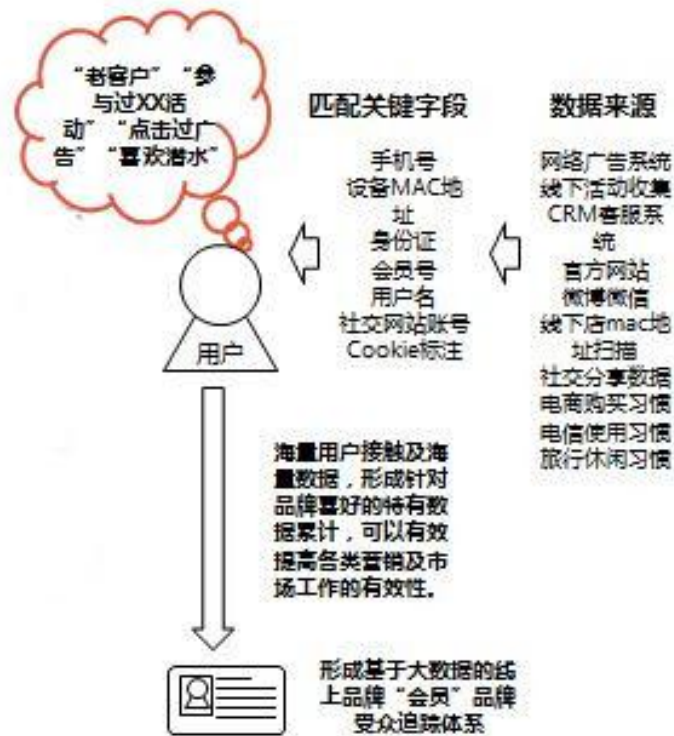 “老客户”“参
与过XX活
动”“点击过广
告”“喜欢潜水”
匹配关键字段
手机号
设备MAC地
址
身份证
会员号
用户名
社交网站账号
Cookie标注
数据来源
网络广告系统
线下活动收集
CRM客服系
统
官方网站
微博微信
线下店mac地
址扫描
社交分享数据
电商购买习惯
电信使用习惯
旅行休闲习惯
用户
海量用户接触及海
量数据，形成针对
品牌喜好的特有数
据累计，可以有效
提高各类营销及市
场工作的有效性。
形成基于大数据的线
上品牌“会员”品牌
受众追踪体系